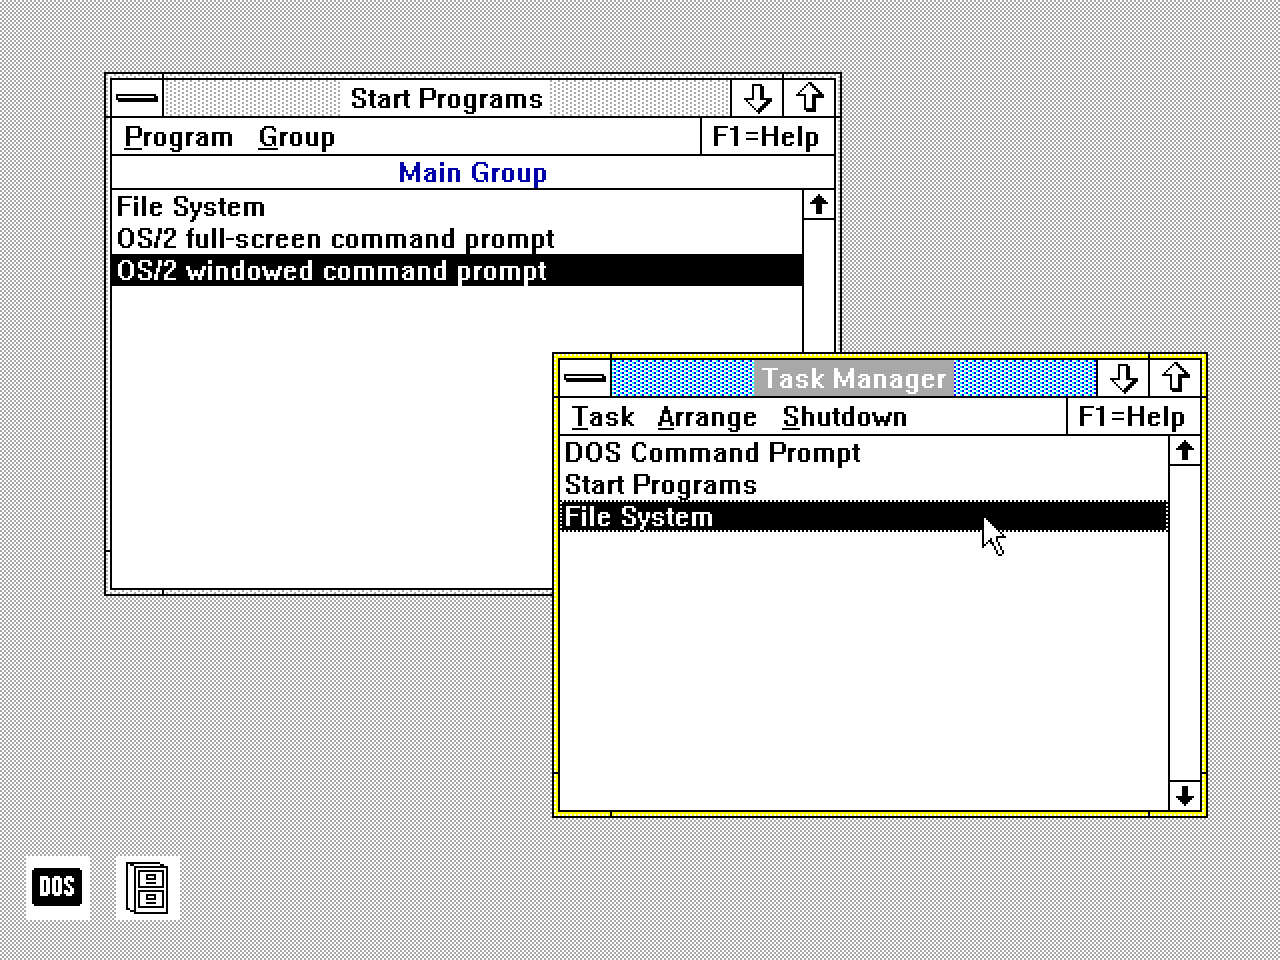 Start Programs
Program Group F1=Help
Main Group
File System
OS/2 full-screen command prompt
OS/2 windowed command prompt
Task Manager
Task Arrange Shutdown F1=Help
DOS Command Prompt
Start Programs
File System
DOS